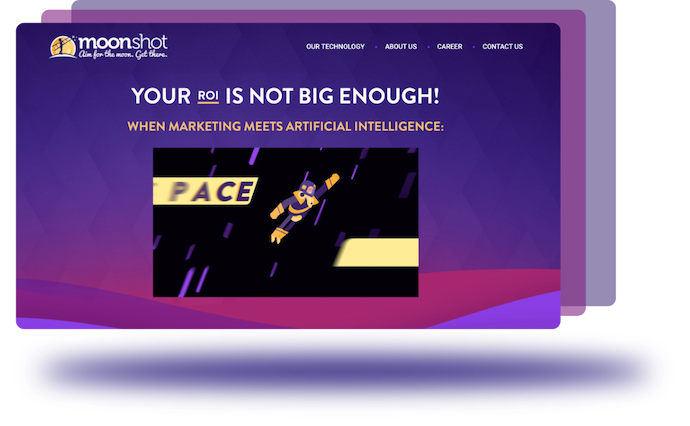 moonshot
Aim for the moon. Get there.
OUR TECHNOLOGY
ABOUT US
CAREER
CONTACT US
YOUR ROI IS NOT BIG ENOUGH!
WHEN MARKETING MEETS ARTIFICIAL INTELLIGENCE:
PACE